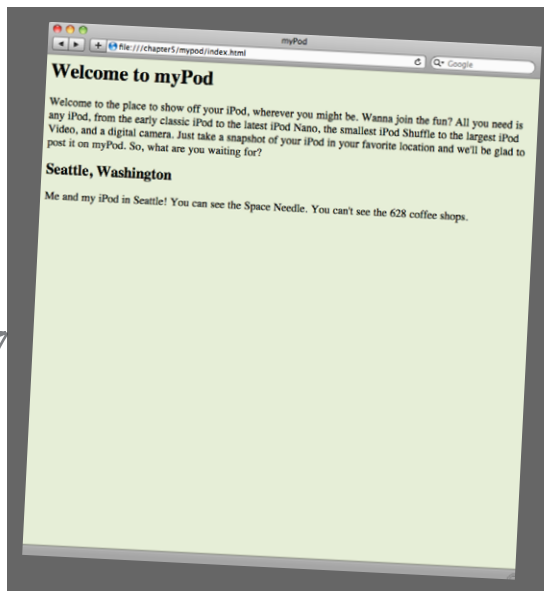 myPod
file:///chapter5/mypod/index.html
Google
Welcome to myPod
Welcome to the place to show off your iPod, wherever you might be. Wanna join the fun? All you need is
any iPod, from the early classic iPod to the latest iPod Nano, the smallest iPod Shuffle to the largest iPod
Video, and a digital camera. Just take a snapshot of your iPod in your favorite location and we'll be glad to
post it on myPod. So, what are you waiting for?
Seattle, Washington
Me and my iPod in Seattle! You can see the Space Needle. You can't see the 628 coffee shops.